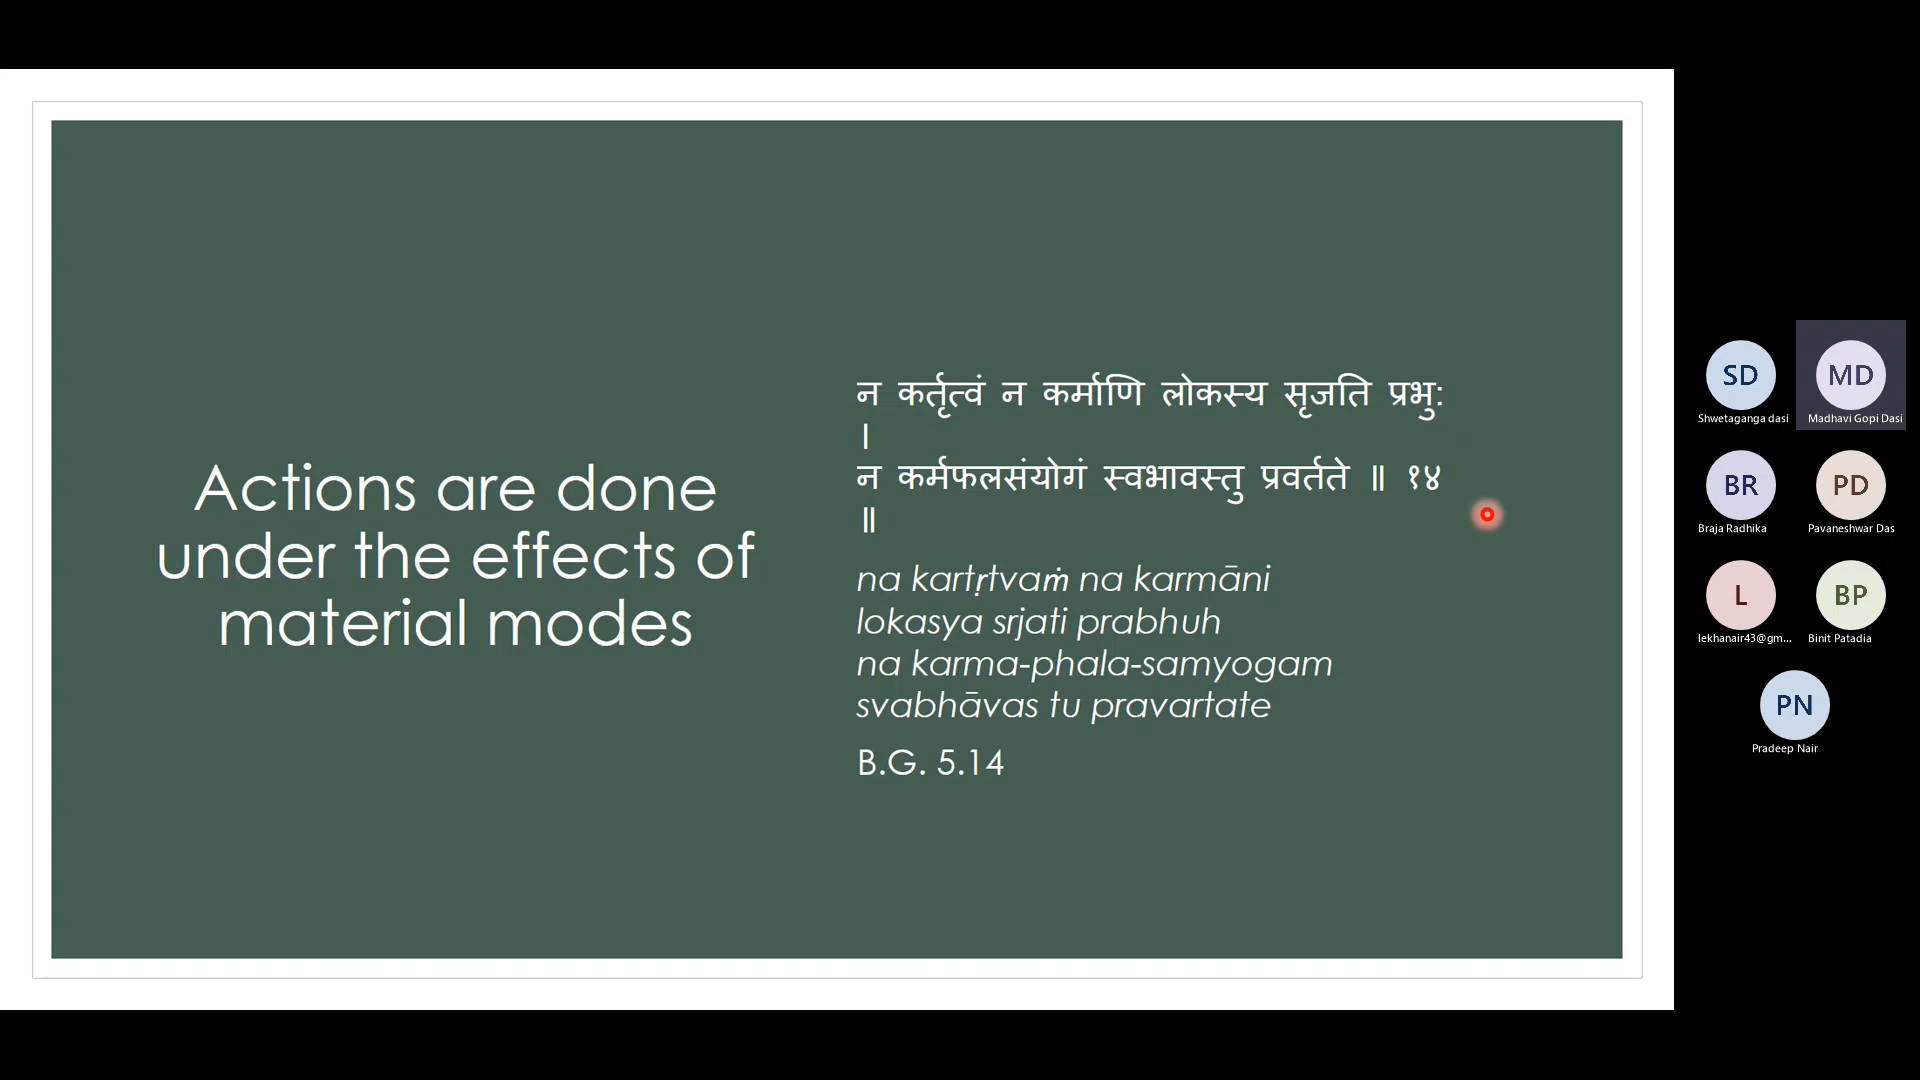 Actions are done
under the effects of
material modes
न कर्तृत्वं न कर्माणि लोकस्य सृजति प्रभु:
।
न कर्मफलसंयोगं स्वभावस्तु प्रवर्तते ॥ १४
॥
na kartṛtvaṁ na karmāni
lokasya srjati prabhuh
na karma-phala-samyogam
svabhāvas tu pravartate
B.G. 5.14
SD
Shwetaganga dasi
MD
Madhavi Gopi Dasi
BR
Braja Radhika
PD
Pavaneshwar Das
L
lekhanair43@gm...
BP
Binit Patadia
PN
Pradeep Nair